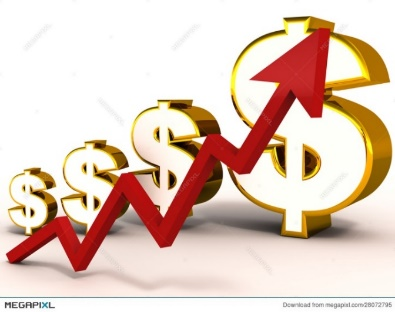 $ $ $ $
MEGAPIXL
Download from megapixl.com/28072795